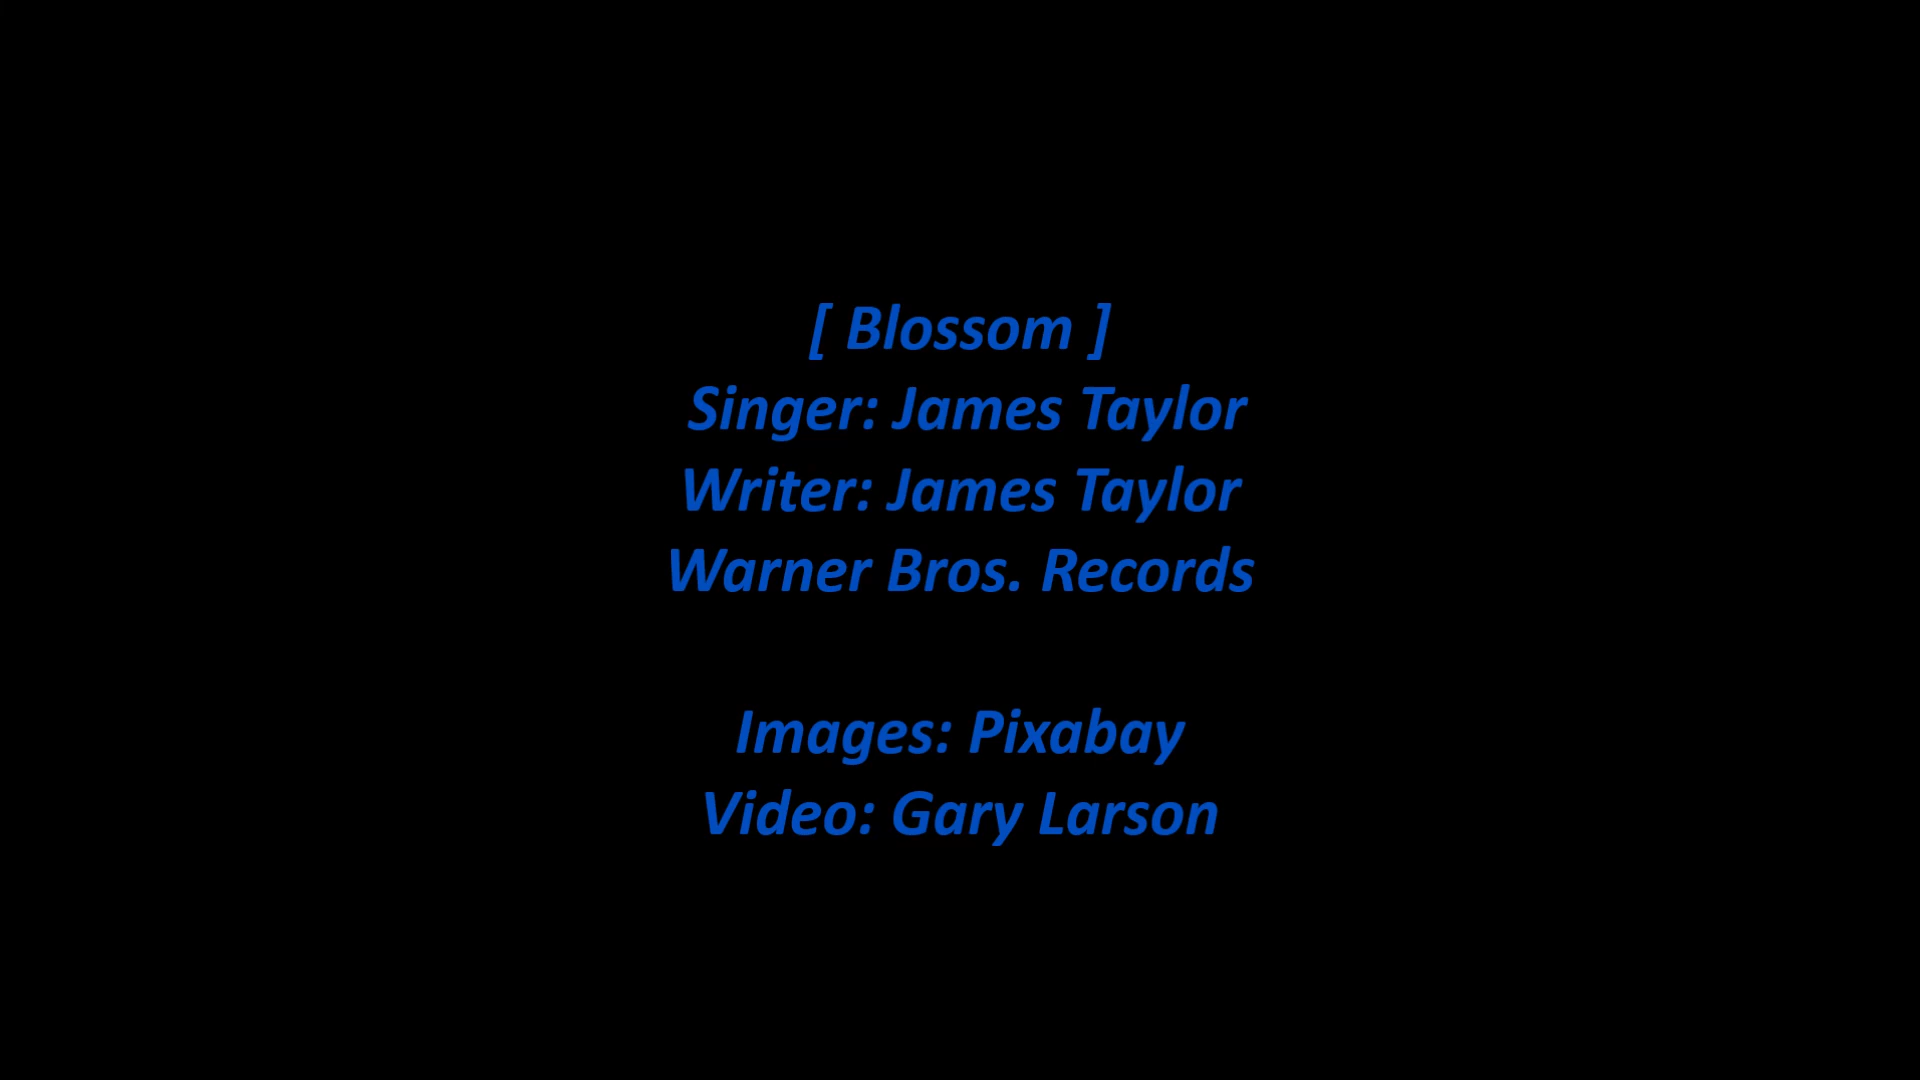 [ Blossom ]
Singer: James Taylor
Writer: James Taylor
Warner Bros. Records
Images: Pixabay
Video: Gary Larson